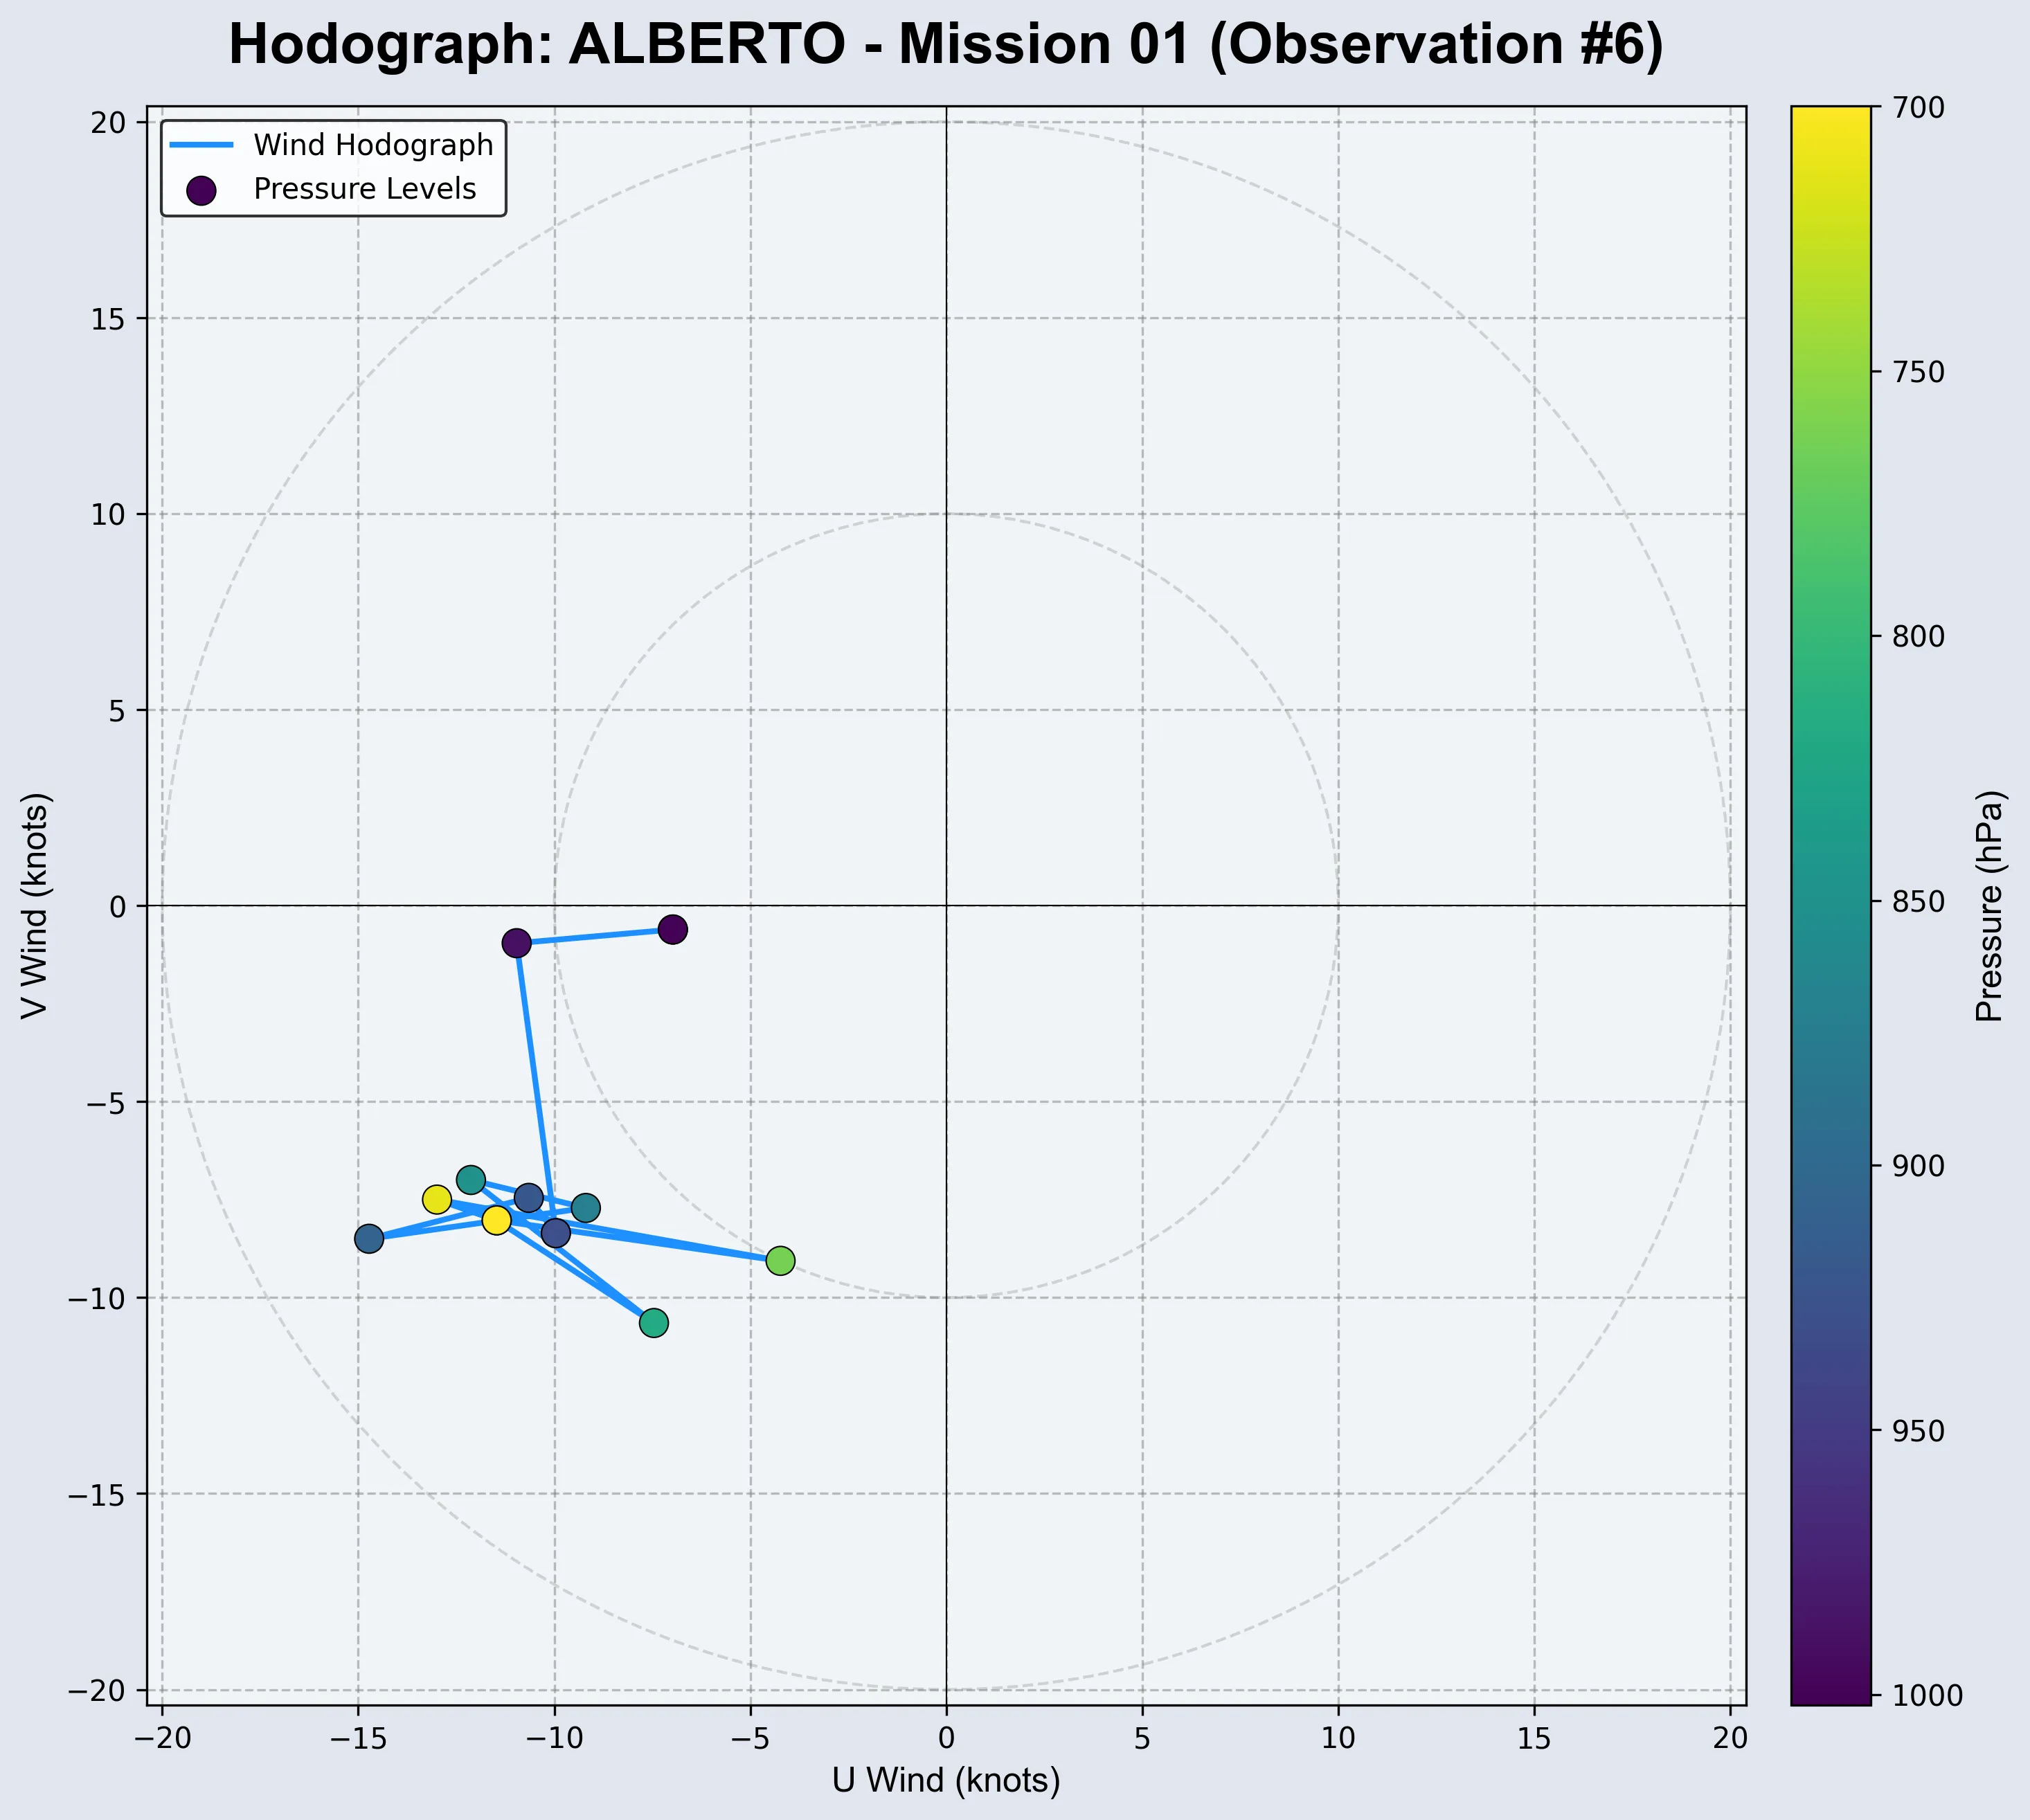 Hodograph: ALBERTO - Mission 01 (Observation #6)
Wind Hodograph
Pressure Levels
20
15
10
5
0
−5
−10
−15
−20
V Wind (knots)
−20 −15 −10 −5 0 5 10 15 20
U Wind (knots)
700
750
800
850
900
950
1000
Pressure (hPa)